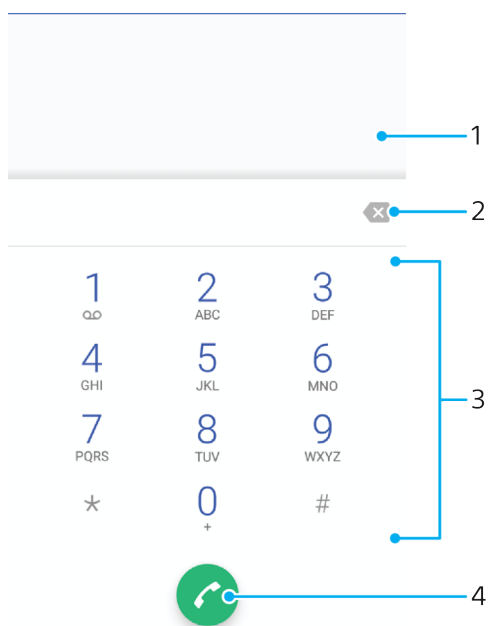 1
2
1 2 3
ABC DEF
4 5 6
GHI JKL MNO
3
7 8 9
PQRS TUV WXYZ
* 0 #
+
4